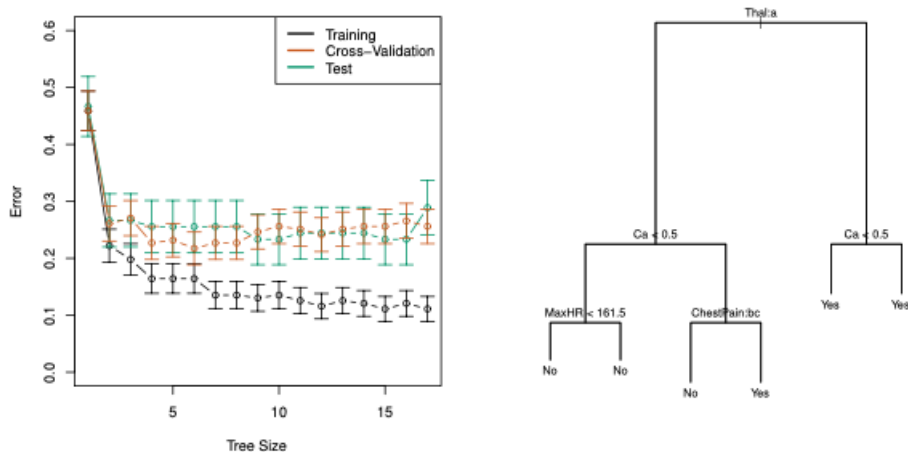 Training
Cross−Validation
Test
Error
0.0
0.1
0.2
0.3
0.4
0.5
0.6
5
10
15
Tree Size
Thal:a
Ca < 0.5
Ca < 0.5
MaxHR < 161.5
ChestPain:bc
Yes
Yes
No
No
No
Yes